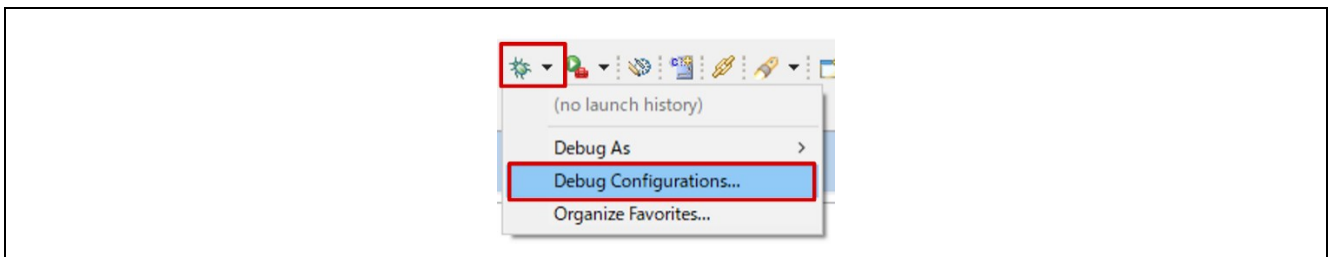 (no launch history)
Debug As
Debug Configurations...
Organize Favorites...